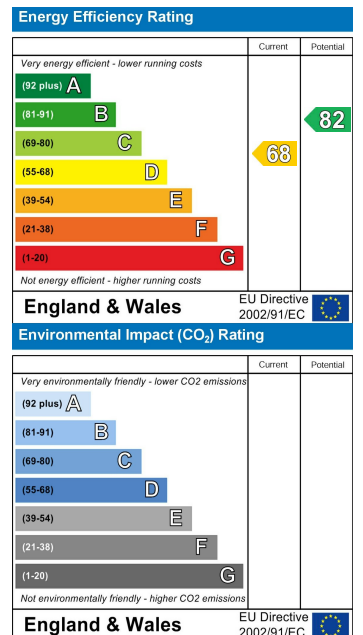 Energy Efficiency Rating
Current Potential
Very energy efficient - lower running costs
(92 plus) A
(81-91) B
(69-80) C
(55-68) D
(39-54) E
(21-38) F
(1-20) G
68
82
Not energy efficient - higher running costs
England & Wales
EU Directive
2002/91/EC
Environmental Impact (CO₂) Rating
Current Potential
Very environmentally friendly - lower CO2 emissions
(92 plus) A
(81-91) B
(69-80) C
(55-68) D
(39-54) E
(21-38) F
(1-20) G
Not environmentally friendly - higher CO2 emissions
England & Wales
EU Directive
2002/91/EC